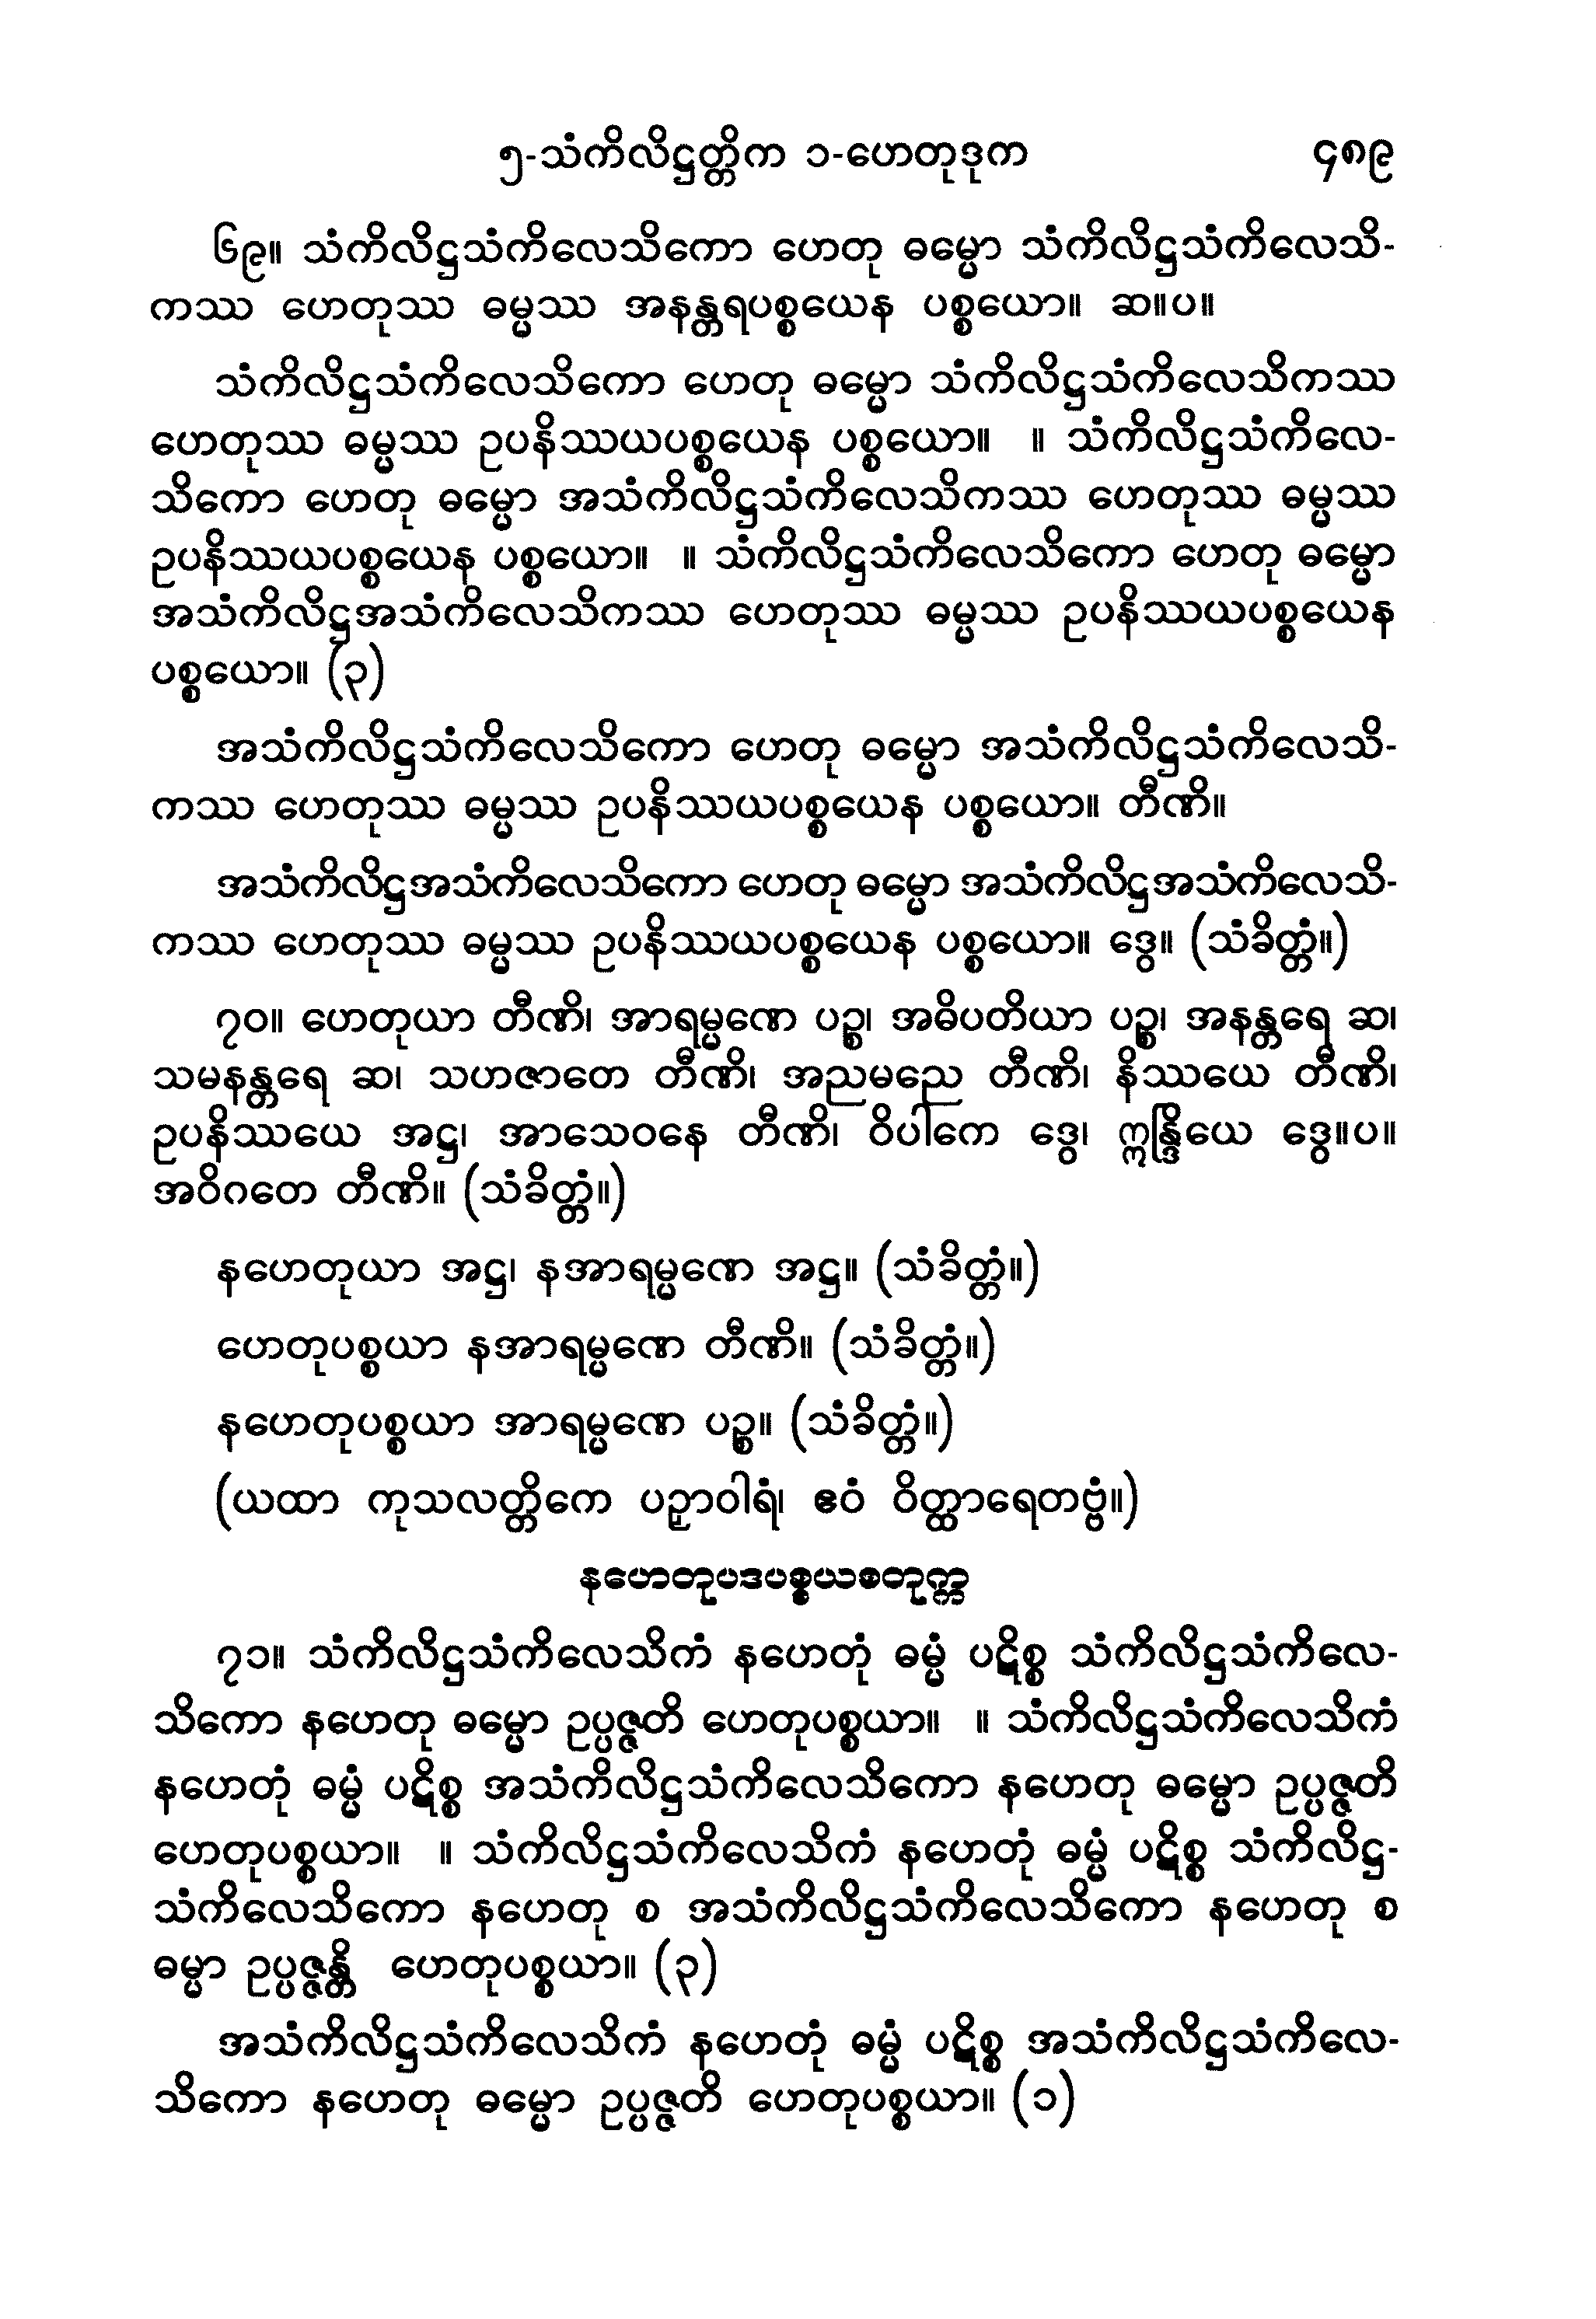 ၅-သံကိလိဋ္ဌတ္တိက ၁-ဟေတုဒုက ၄၈၉
၆၉။ သံကိလိဋ္ဌသံကိလေသိကော ဟေတု ဓမ္မော သံကိလိဋ္ဌသံကိလေသိ-
ကဿ ဟေတုဿ ဓမ္မဿ အနန္တရပစ္စယေန ပစ္စယော။ ဆ။ပ။
သံကိလိဋ္ဌသံကိလေသိကော ဟေတု ဓမ္မော သံကိလိဋ္ဌသံကိလေသိကဿ
ဟေတုဿ ဓမ္မဿ ဥပနိဿယပစ္စယေန ပစ္စယော။ ။ သံကိလိဋ္ဌသံကိလေ-
သိကော ဟေတု ဓမ္မော အသံကိလိဋ္ဌသံကိလေသိကဿ ဟေတုဿ ဓမ္မဿ
ဥပနိဿယပစ္စယေန ပစ္စယော။ ။ သံကိလိဋ္ဌသံကိလေသိကော ဟေတု ဓမ္မော
အသံကိလိဋ္ဌအသံကိလေသိကဿ ဟေတုဿ ဓမ္မဿ ဥပနိဿယပစ္စယေန
ပစ္စယော။ (၃)
အသံကိလိဋ္ဌသံကိလေသိကော ဟေတု ဓမ္မော အသံကိလိဋ္ဌသံကိလေသိ-
ကဿ ဟေတုဿ ဓမ္မဿ ဥပနိဿယပစ္စယေန ပစ္စယော။ တီဏိ။
အသံကိလိဋ္ဌအသံကိလေသိကော ဟေတု ဓမ္မော အသံကိလိဋ္ဌအသံကိလေသိ-
ကဿ ဟေတုဿ ဓမ္မဿ ဥပနိဿယပစ္စယေန ပစ္စယော။ ဒွေ။ (သံခိတ္တံ။)
၇၀။ ဟေတုယာ တီဏိ၊ အာရမ္မဏေ ပဉ္စ၊ အဓိပတိယာ ပဉ္စ၊ အနန္တရေ ဆ၊
သမနန္တရေ ဆ၊ သဟဇာတေ တီဏိ၊ အညမညေ တီဏိ၊ နိဿယေ တီဏိ၊
ဥပနိဿယေ အဋ္ဌ၊ အာသေဝနေ တီဏိ၊ ဝိပါကေ ဒွေ၊ ဣန္ဒြိယေ ဒွေ။ပ။
အဝိဂတေ တီဏိ။ (သံခိတ္တံ။)
နဟေတုယာ အဋ္ဌ၊ နအာရမ္မဏေ အဋ္ဌ။ (သံခိတ္တံ။)
ဟေတုပစ္စယာ နအာရမ္မဏေ တီဏိ။ (သံခိတ္တံ။)
နဟေတုပစ္စယာ အာရမ္မဏေ ပဉ္စ။ (သံခိတ္တံ။)
(ယထာ ကုသလတ္တိကေ ပဉှာဝါရံ၊ ဧဝံ ဝိတ္ထာရေတဗ္ဗံ။)
နဟေတုပဒပစ္စယစတုက္က
၇၁။ သံကိလိဋ္ဌသံကိလေသိကံ နဟေတုံ ဓမ္မံ ပဋိစ္စ သံကိလိဋ္ဌသံကိလေ-
သိကော နဟေတု ဓမ္မော ဥပ္ပဇ္ဇတိ ဟေတုပစ္စယာ။ ။ သံကိလိဋ္ဌသံကိလေသိကံ
နဟေတုံ ဓမ္မံ ပဋိစ္စ အသံကိလိဋ္ဌသံကိလေသိကော နဟေတု ဓမ္မော ဥပ္ပဇ္ဇတိ
ဟေတုပစ္စယာ။ ။ သံကိလိဋ္ဌသံကိလေသိကံ နဟေတုံ ဓမ္မံ ပဋိစ္စ သံကိလိဋ္ဌ-
သံကိလေသိကော နဟေတု စ အသံကိလိဋ္ဌသံကိလေသိကော နဟေတု စ
ဓမ္မာ ဥပ္ပဇ္ဇန္တိ ဟေတုပစ္စယာ။ (၃)
အသံကိလိဋ္ဌသံကိလေသိကံ နဟေတုံ ဓမ္မံ ပဋိစ္စ အသံကိလိဋ္ဌသံကိလေ-
သိကော နဟေတု ဓမ္မော ဥပ္ပဇ္ဇတိ ဟေတုပစ္စယာ။ (၁)